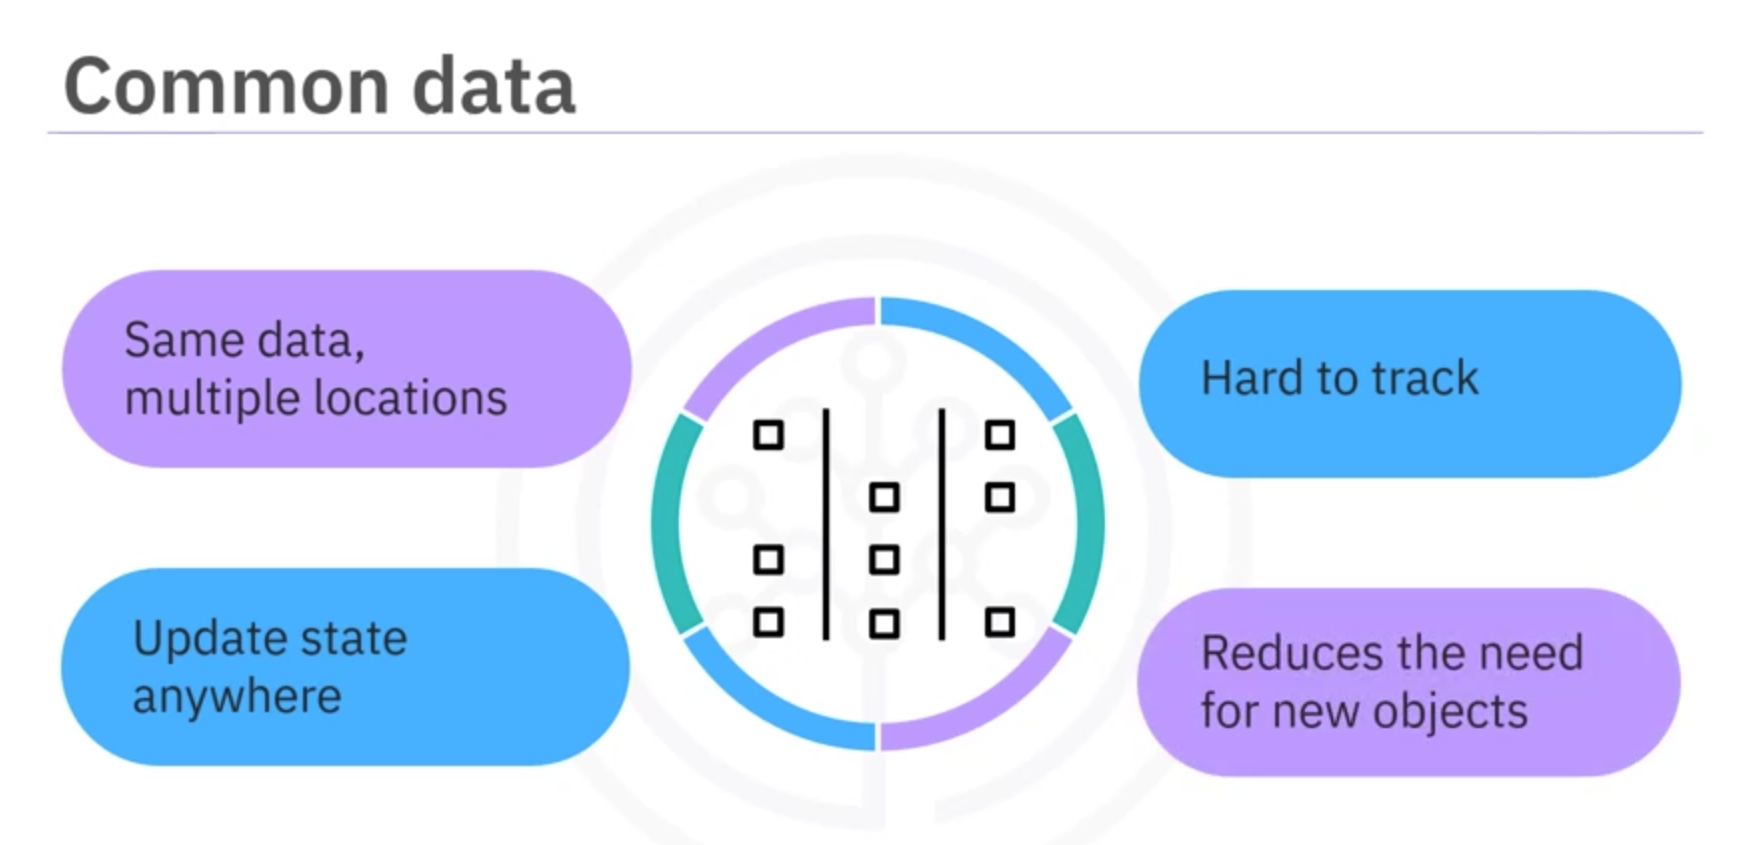 Common data
Same data,
multiple locations
Update state
anywhere
Hard to track
Reduces the need
for new objects